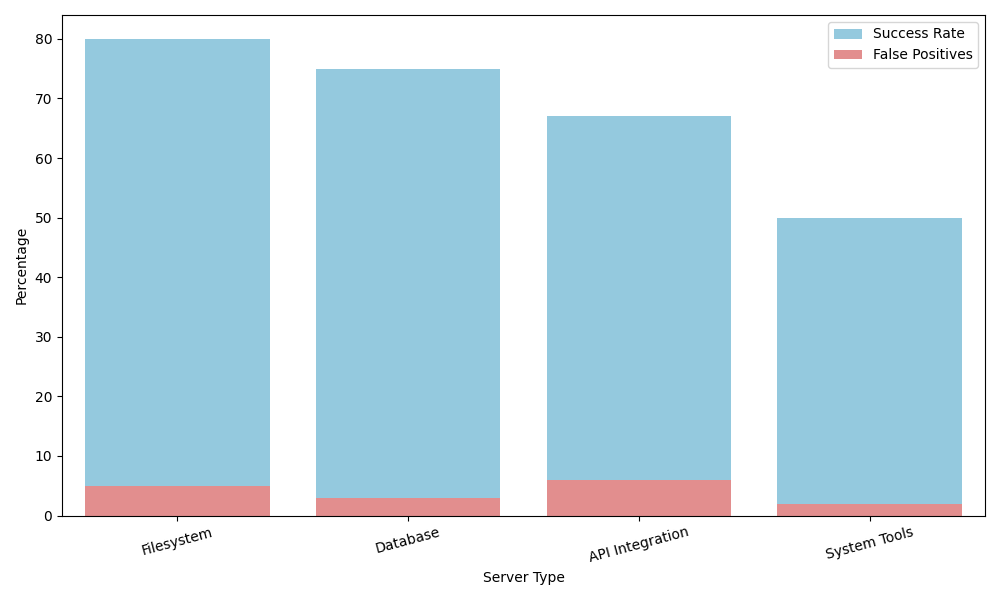 Success Rate
False Positives
80
70
60
50
40
30
20
10
0
Percentage
Filesystem
Database
API Integration
System Tools
Server Type